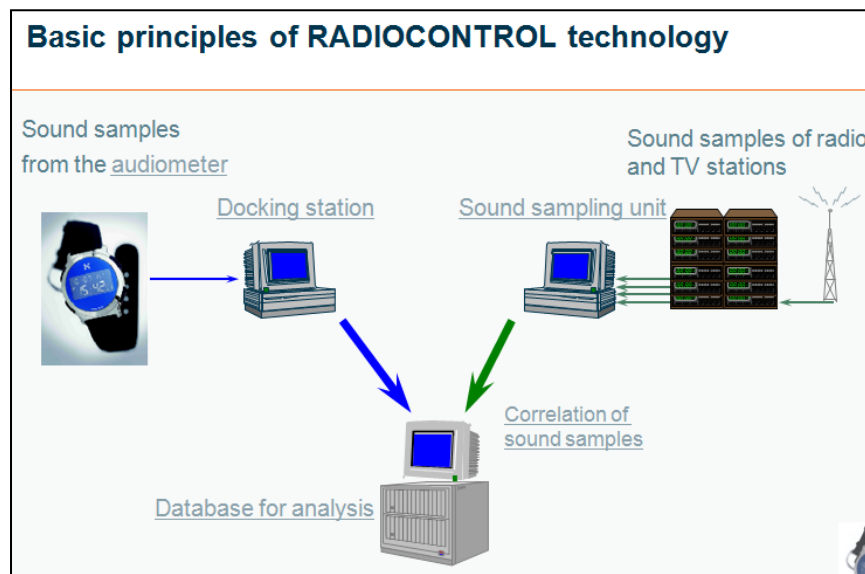 Basic principles of RADIOCONTROL technology
Sound samples
from the audiometer
Sound samples of radio
and TV stations
Docking station
Sound sampling unit
Correlation of
sound samples
Database for analysis